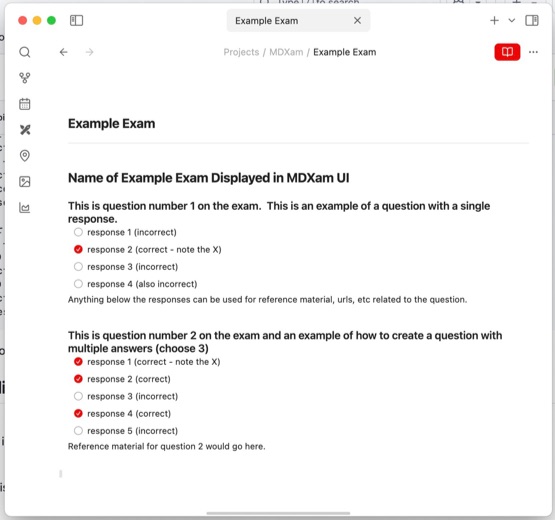 Example Exam
Projects / MDXam / Example Exam
Example Exam
Name of Example Exam Displayed in MDXam UI
This is question number 1 on the exam.  This is an example of a question with a single
response.
response 1 (incorrect)
response 2 (correct - note the X)
response 3 (incorrect)
response 4 (also incorrect)
Anything below the responses can be used for reference material, urls, etc related to the question.
This is question number 2 on the exam and an example of how to create a question with
multiple answers (choose 3)
response 1 (correct - note the X)
response 2 (correct)
response 3 (incorrect)
response 4 (correct)
response 5 (incorrect)
Reference material for question 2 would go here.